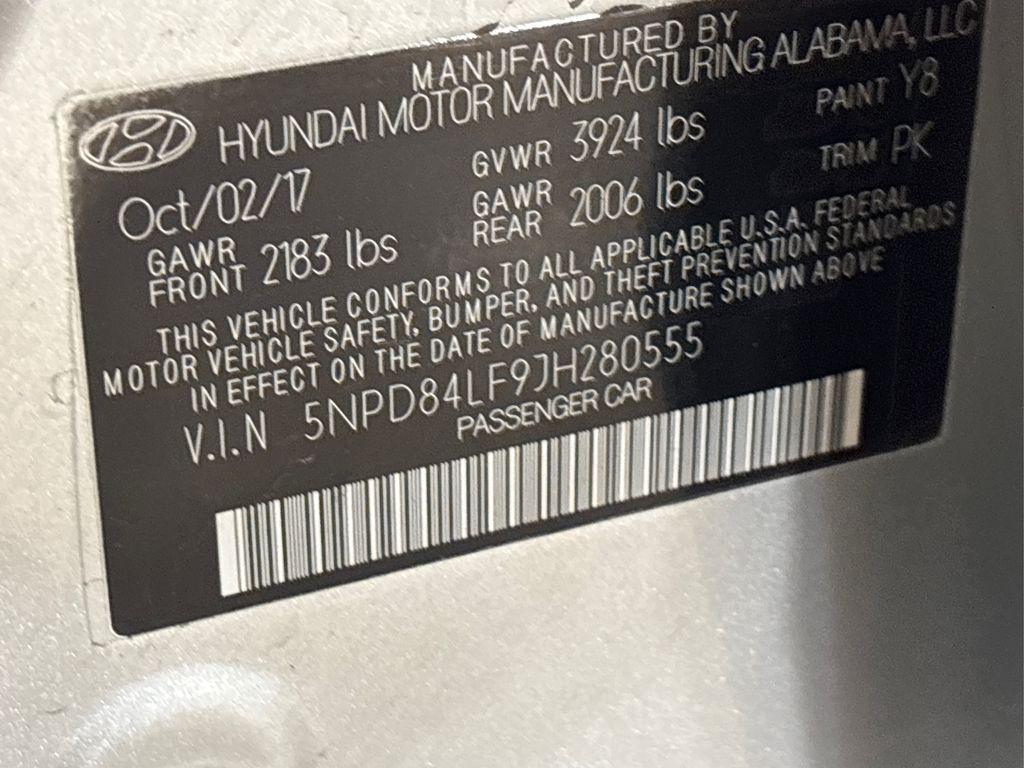 MANUFACTURED BY
HYUNDAI MOTOR MANUFACTURING ALABAMA, LLC
Oct/02/17 GVWR 3924 lbs PAINT Y8
GAWR FRONT 2183 lbs GAWR REAR 2006 lbs TRIM PK
THIS VEHICLE CONFORMS TO ALL APPLICABLE U.S.A. FEDERAL
MOTOR VEHICLE SAFETY, BUMPER, AND THEFT PREVENTION STANDARDS
IN EFFECT ON THE DATE OF MANUFACTURE SHOWN ABOVE
V.I.N 5NPD84LF9JH280555
PASSENGER CAR